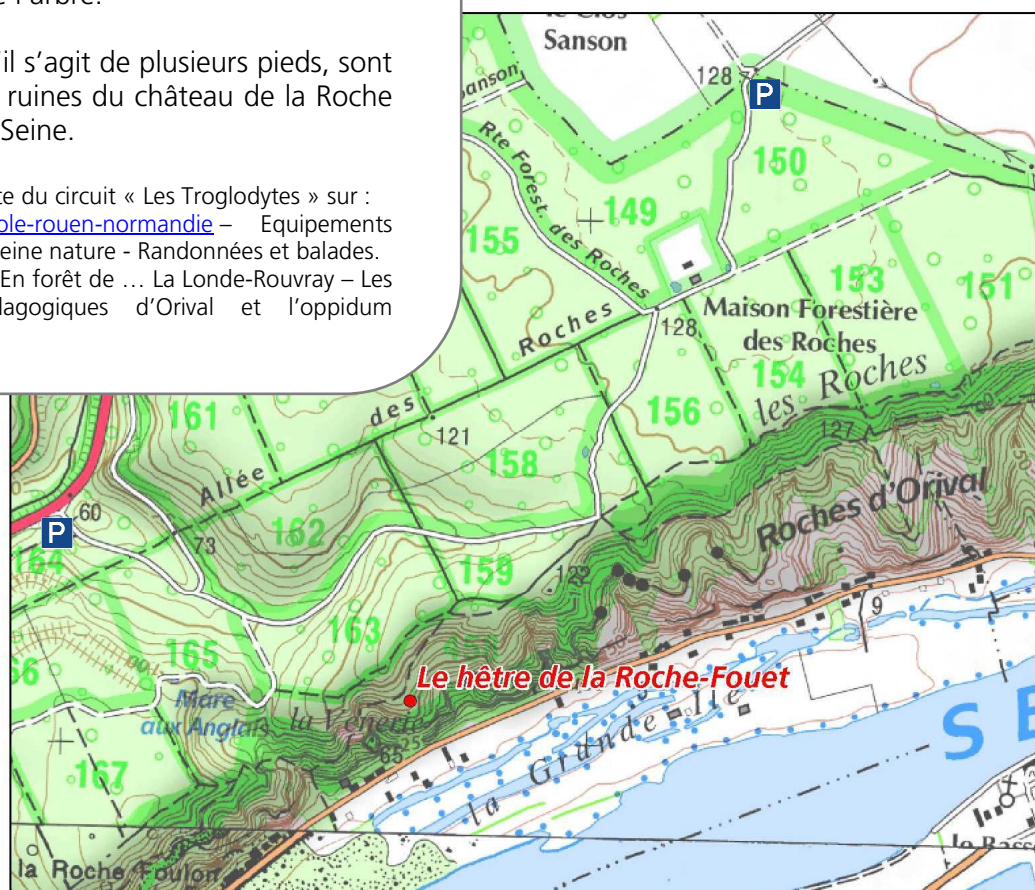 e l'arbre.
'il s'agit de plusieurs pieds, sont
ruines du château de la Roche
Seine.
te du circuit « Les Troglodytes » sur :
ole-rouen-normandie – Equipements
eine nature - Randonnées et balades.
En forêt de … La Londe-Rouvray – Les
dagogiques d'Orival et l'oppidum
le Clos
Sanson
anson
128
P
150
Rte Forest. des Roches
149
155
153
151
Maison Forestière
des Roches
128
Allée des Roches
154
les Roches
156
161
121
127
158
Roches d'Orival
60
P
162
73
164
159
123
9
163
165
66
Le hêtre de la Roche-Fouet
Mare
aux Anglais
la Vénerie
65
la Grande Ile
S E
167
la Roche Foulon
le Bass